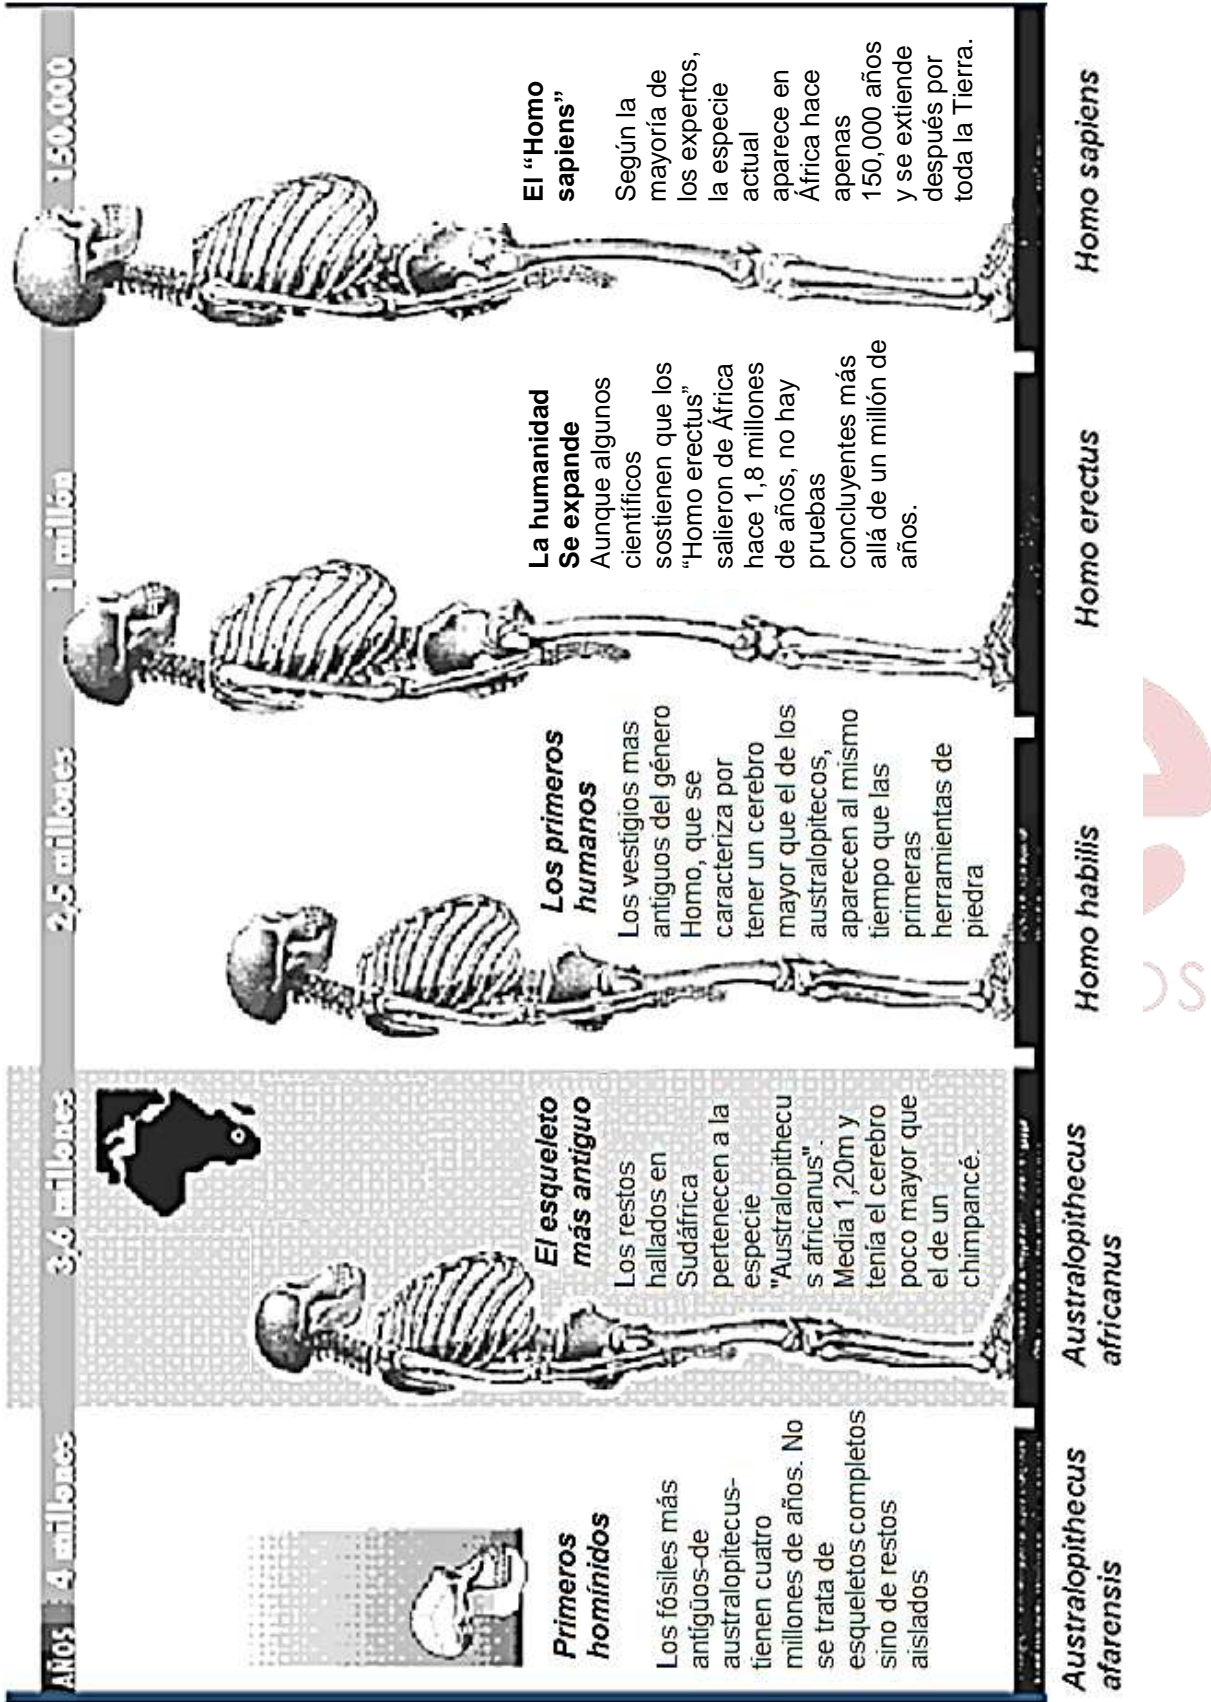 AÑOS
4 millones
3,6 millones
2,5 millones
1 millón
150.000
Primeros
homínidos
Los fósiles más
antigüos-de
australopitecus-
tienen cuatro
millones de años. No
se trata de
esqueletos completos
sino de restos
aislados
El esqueleto
más antiguo
Los restos
hallados en
Sudáfrica
pertenecen a la
especie
"Australopithecu
s africanus".
Media 1,20m y
tenía el cerebro
poco mayor que
el de un
chimpancé.
Los primeros
humanos
Los vestigios mas
antiguos del género
Homo, que se
caracteriza por
tener un cerebro
mayor que el de los
australopitecos,
aparecen al mismo
tiempo que las
primeras
herramientas de
piedra
La humanidad
Se expande
Aunque algunos
científicos
sostienen que los
“Homo erectus”
salieron de África
hace 1,8 millones
de años, no hay
pruebas
concluyentes más
allá de un millón de
años.
El “Homo
sapiens”
Según la
mayoría de
los expertos,
la especie
actual
aparece en
África hace
apenas
150,000 años
y se extiende
después por
toda la Tierra.
Australopithecus
afarensis
Australopithecus
africanus
Homo habilis
Homo erectus
Homo sapiens
OS